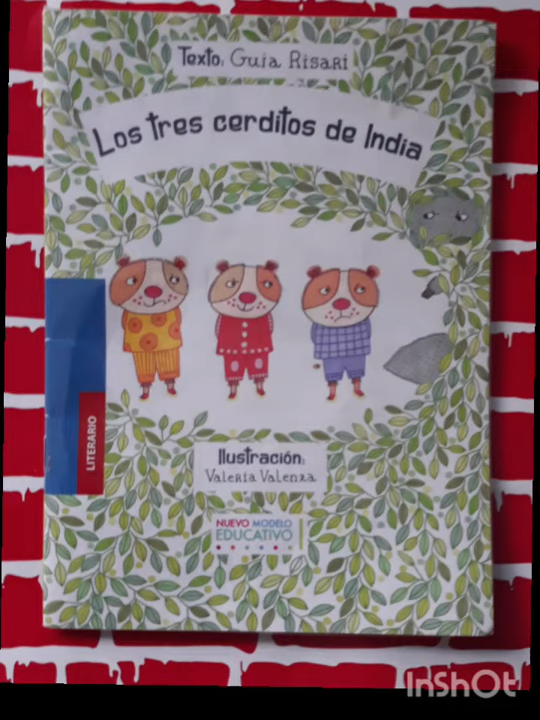 Texto: Guia Risari
Los tres cerditos de India
LITERARIO
Ilustración:
Valeria Valenza
NUEVO MODELO
EDUCATIVO
InShOt